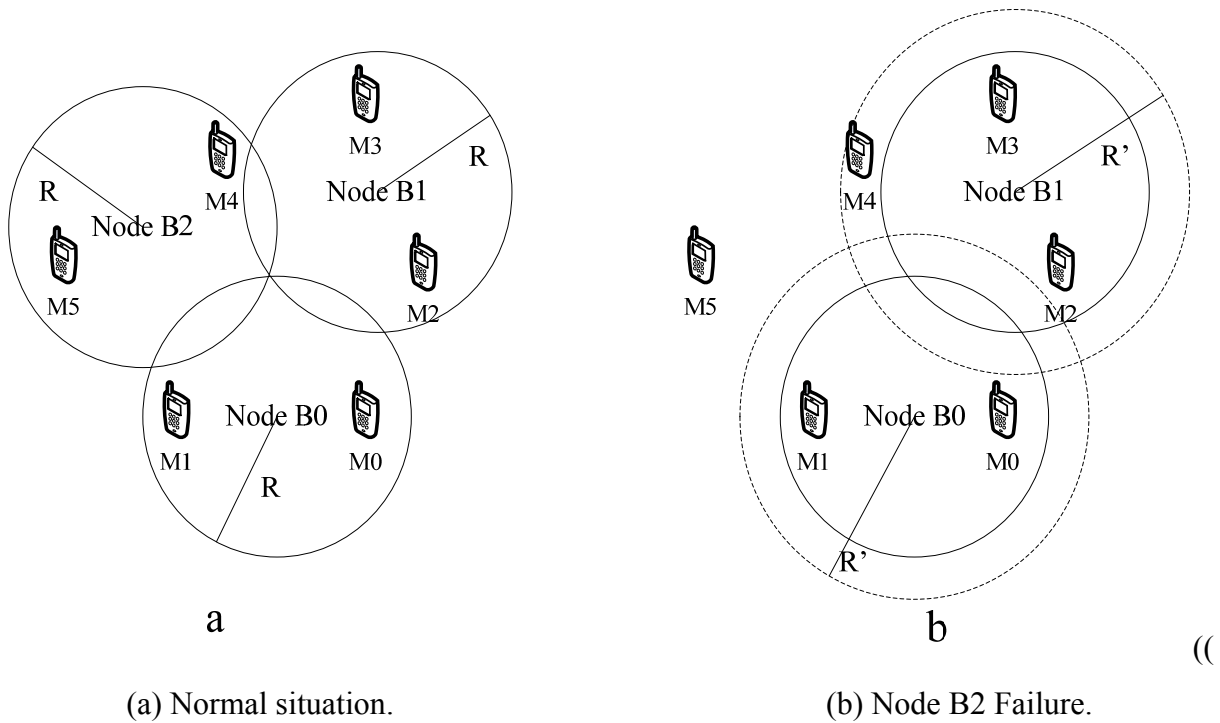 M3
R
M4
Node B1
R
Node B2
M5
M2
Node B0
M1
M0
R
a
M3
R’
M4
Node B1
M5
M2
Node B0
M1
M0
R’
b
((
(a) Normal situation.
(b) Node B2 Failure.